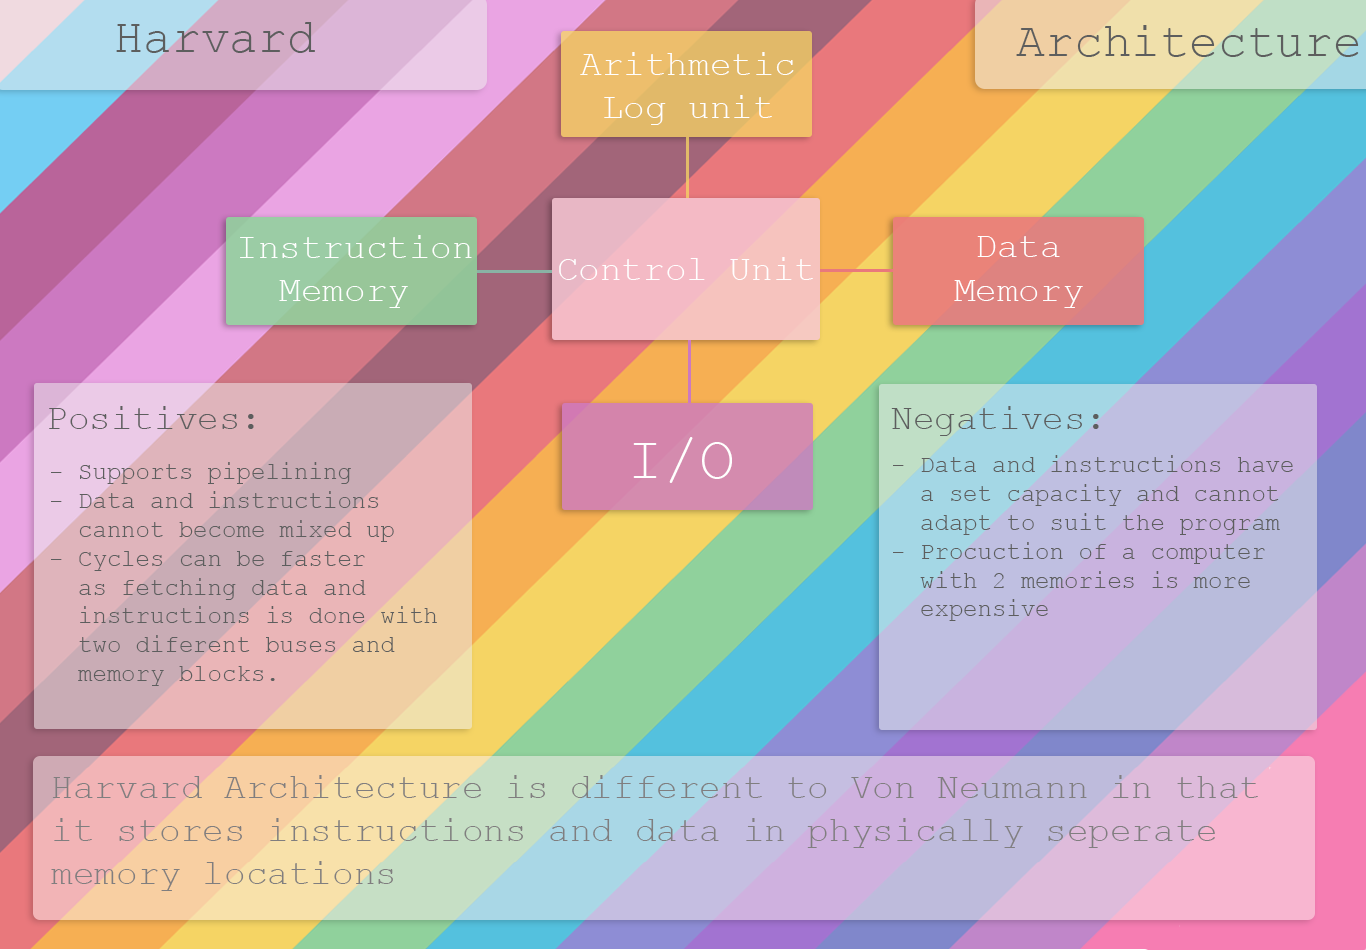 Harvard
Architecture
Arithmetic
Log unit
Instruction
Memory
Control Unit
Data
Memory
I/O
Positives:
- Supports pipelining
- Data and instructions
cannot become mixed up
- Cycles can be faster
as fetching data and
instructions is done with
two diferent buses and
memory blocks.
Negatives:
- Data and instructions have
a set capacity and cannot
adapt to suit the program
- Procuction of a computer
with 2 memories is more
expensive
Harvard Architecture is different to Von Neumann in that
it stores instructions and data in physically seperate
memory locations